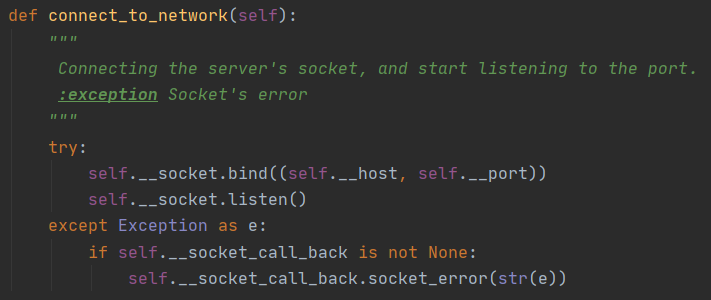 def connect_to_network(self):
    """
     Connecting the server's socket, and start listening to the port.
     :exception Socket's error
    """
    try:
        self.__socket.bind((self.__host, self.__port))
        self.__socket.listen()
    except Exception as e:
        if self.__socket_call_back is not None:
            self.__socket_call_back.socket_error(str(e))